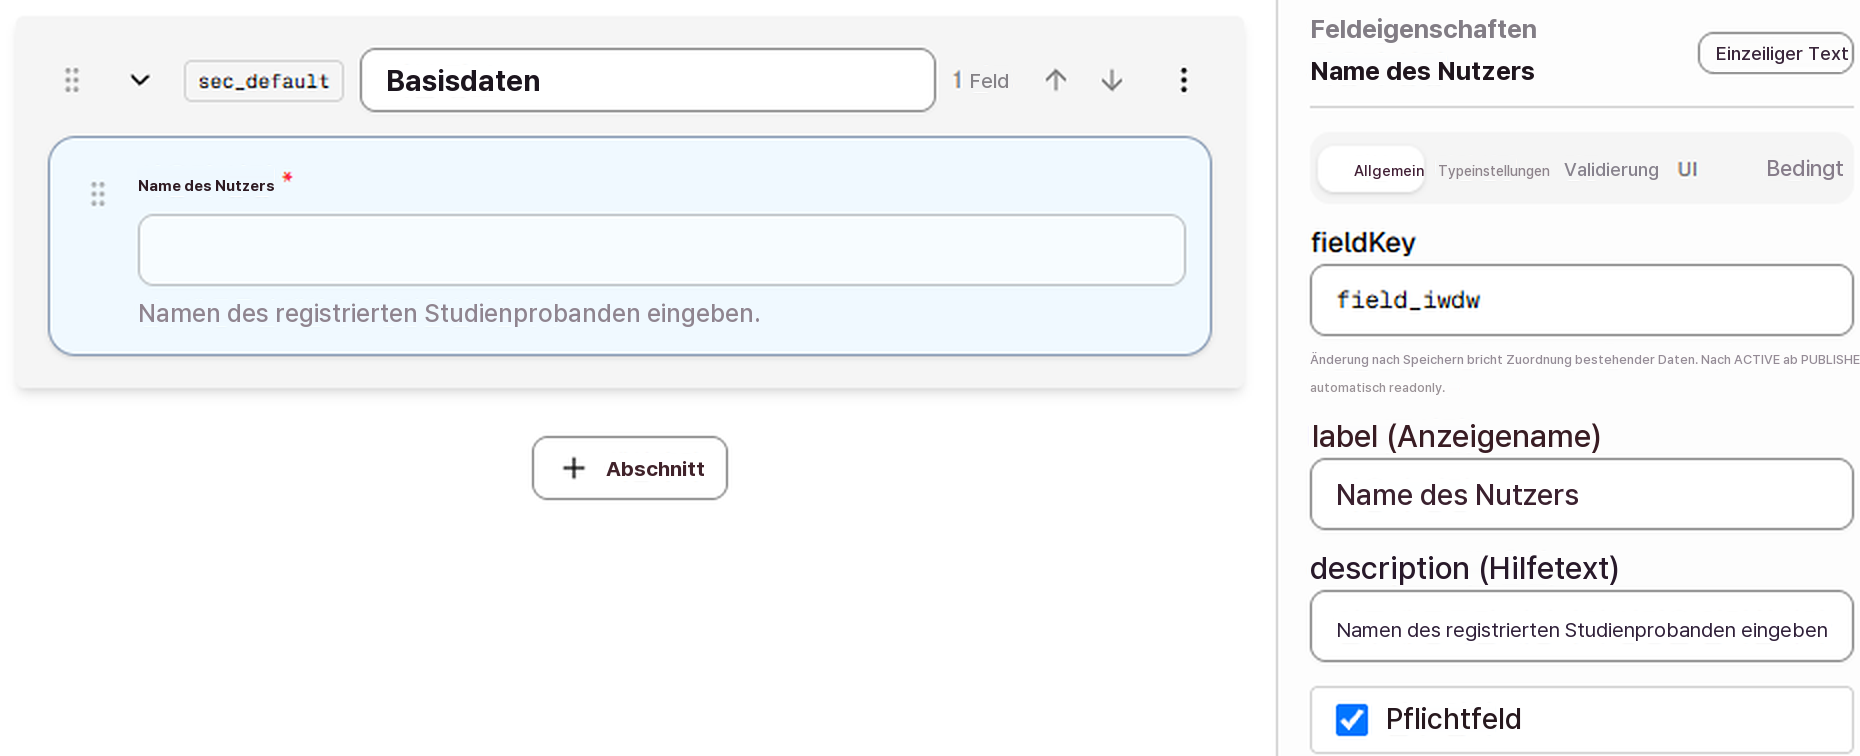 sec_default Basisdaten 1 Feld
Name des Nutzers *
Namen des registrierten Studienprobanden eingeben.
+ Abschnitt
Feldeigenschaften
Name des Nutzers
Einzeiliger Text
Allgemein Typeinstellungen Validierung UI Bedingt
fieldKey
field_iwdw
Änderung nach Speichern bricht Zuordnung bestehender Daten. Nach ACTIVE ab PUBLISHE
automatisch readonly.
label (Anzeigename)
Name des Nutzers
description (Hilfetext)
Namen des registrierten Studienprobanden eingeben
Pflichtfeld